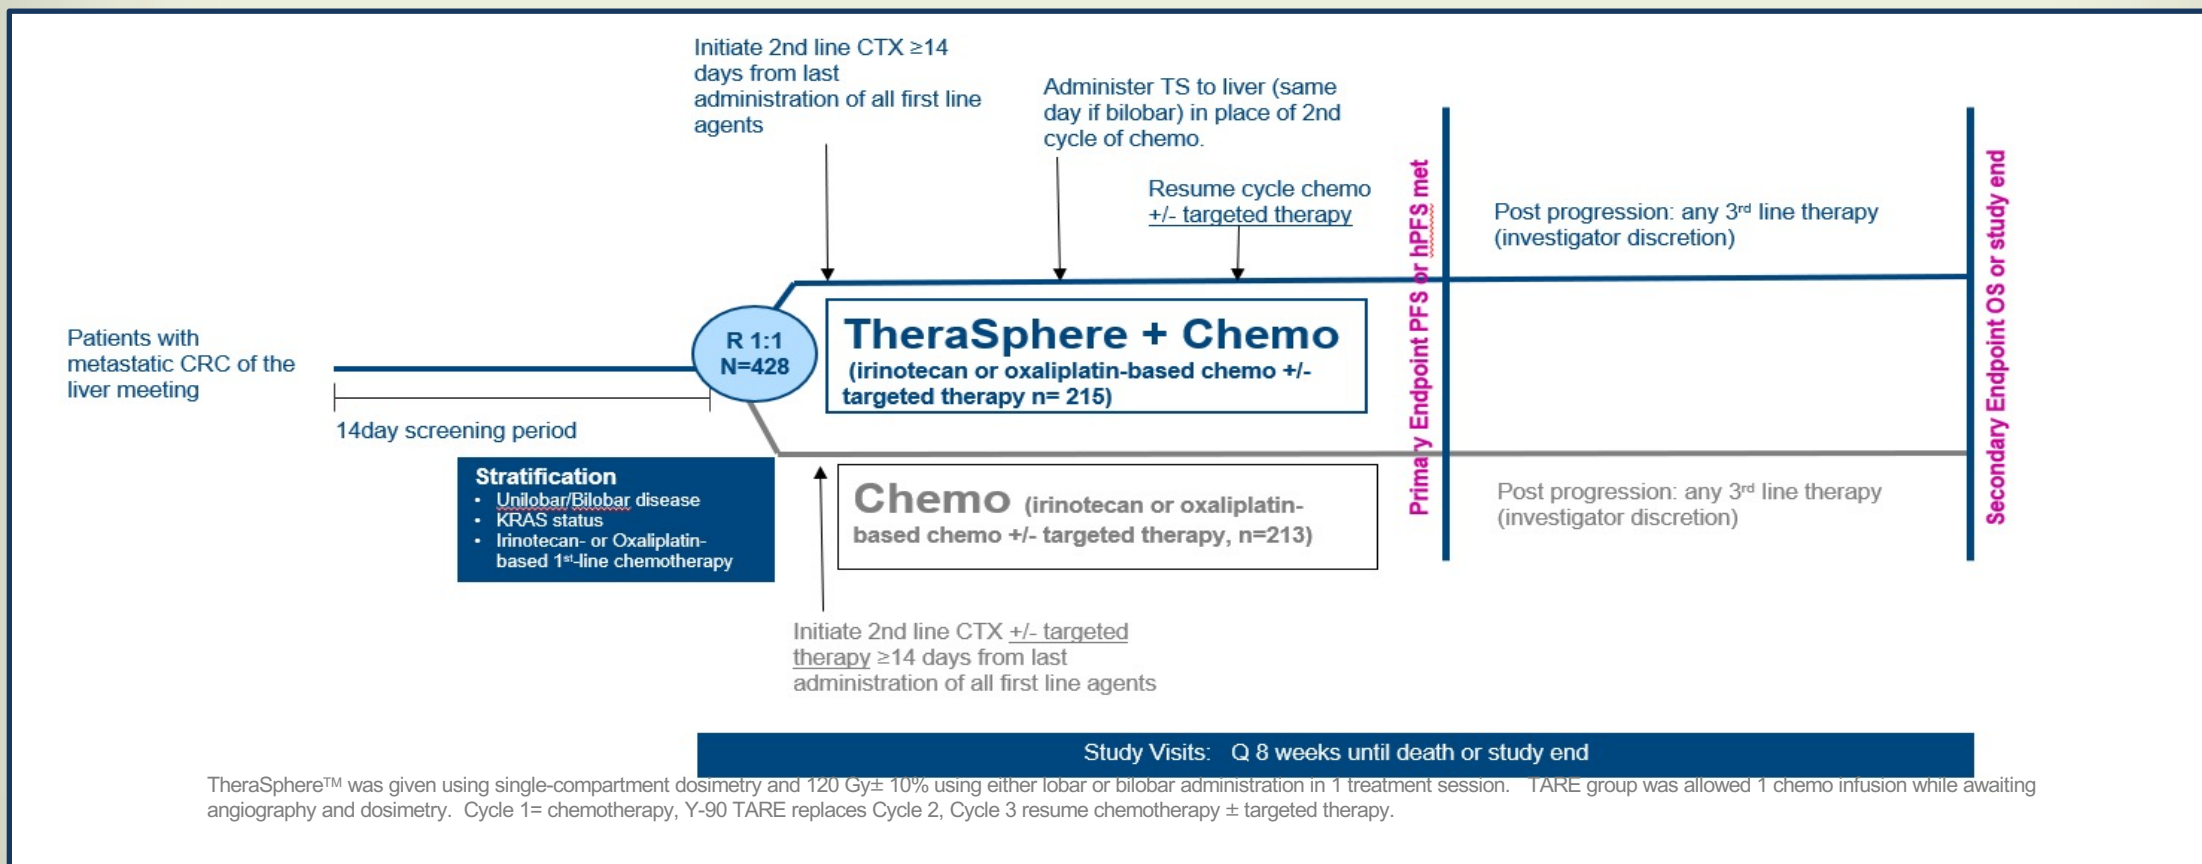 Initiate 2nd line CTX ≥14
days from last
administration of all first line
agents
Administer TS to liver (same
day if bilobar) in place of 2nd
cycle of chemo.
Resume cycle chemo
+/- targeted therapy
Primary Endpoint PFS or hPFS met
Post progression: any 3rd line therapy
(investigator discretion)
Secondary Endpoint OS or study end
Patients with
metastatic CRC of the
liver meeting
14day screening period
R 1:1
N=428
TheraSphere + Chemo
(irinotecan or oxaliplatin-based chemo +/-
targeted therapy n= 215)
Stratification
• Unilobar/Bilobar disease
• KRAS status
• Irinotecan- or Oxaliplatin-
based 1st-line chemotherapy
Chemo (irinotecan or oxaliplatin-
based chemo +/- targeted therapy, n=213)
Post progression: any 3rd line therapy
(investigator discretion)
Initiate 2nd line CTX +/- targeted
therapy ≥14 days from last
administration of all first line agents
Study Visits: Q 8 weeks until death or study end
TheraSphere™ was given using single-compartment dosimetry and 120 Gy± 10% using either lobar or bilobar administration in 1 treatment session. TARE group was allowed 1 chemo infusion while awaiting
angiography and dosimetry. Cycle 1= chemotherapy, Y-90 TARE replaces Cycle 2, Cycle 3 resume chemotherapy ± targeted therapy.